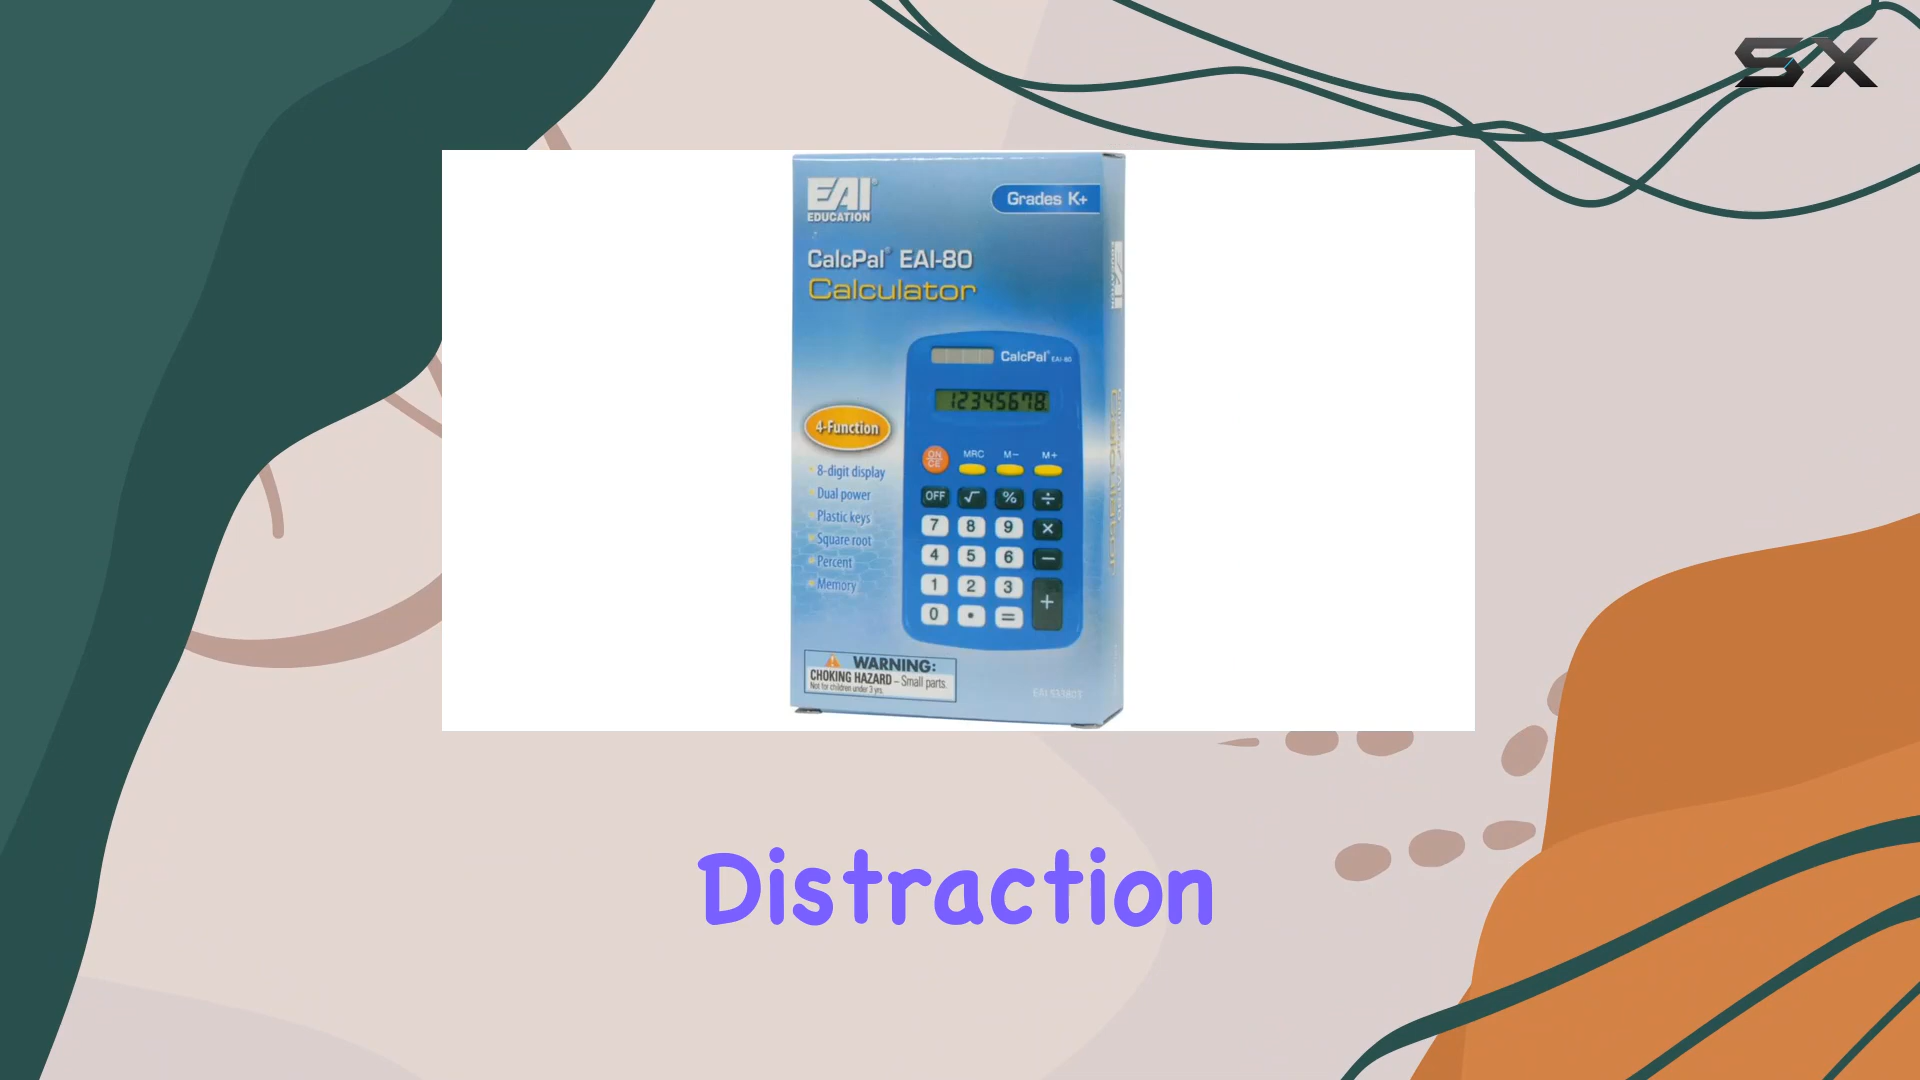 SX
EAI®
EDUCATION
Grades K+
CalcPal® EAI-80
Calculator
CalcPal® EAI-80
12345678.
4-Function
8-digit display
Dual power
Plastic keys
Square root
Percent
Memory
ON
CE
MRC M− M+
OFF √ % ÷
7 8 9 ×
4 5 6 −
1 2 3 +
0 . =
WARNING:
CHOKING HAZARD – Small parts.
Not for children under 3 yrs.
Distraction